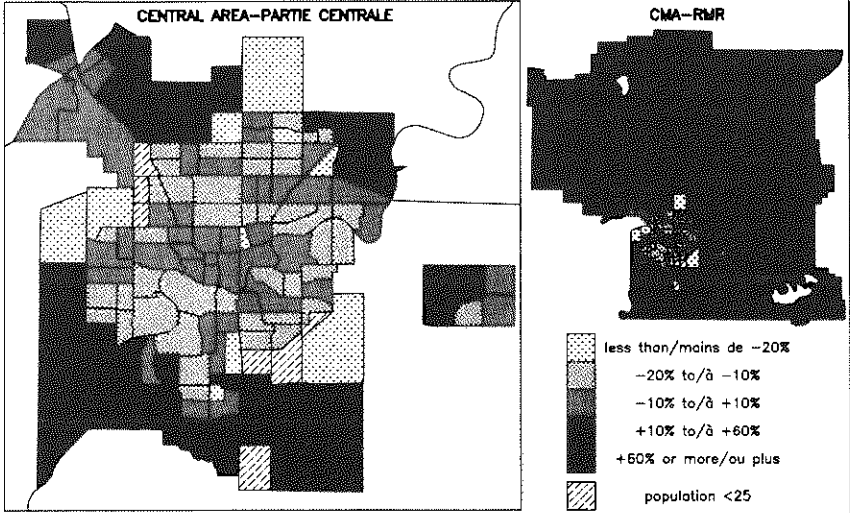 CENTRAL AREA-PARTIE CENTRALE
CMA-RMR
less than/mains de -20%
-20% to/à -10%
-10% to/à +10%
+10% to/à +60%
+60% or more/ou plus
population <25